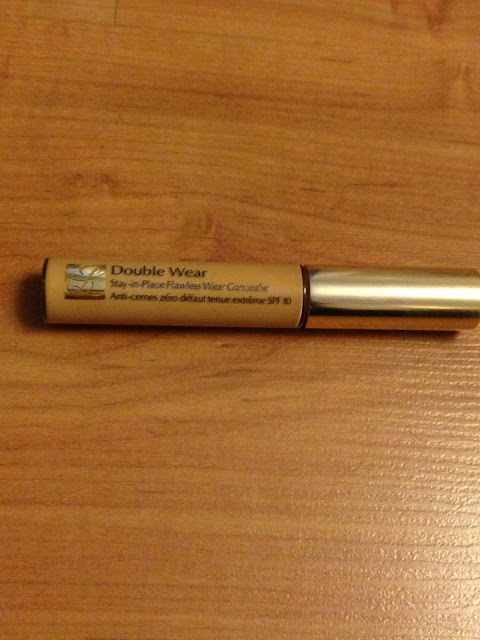 Double Wear
Stay-in-Place Flawless Wear Concealer
Anti-cernes zéro défaut tenue extrême SPF 10